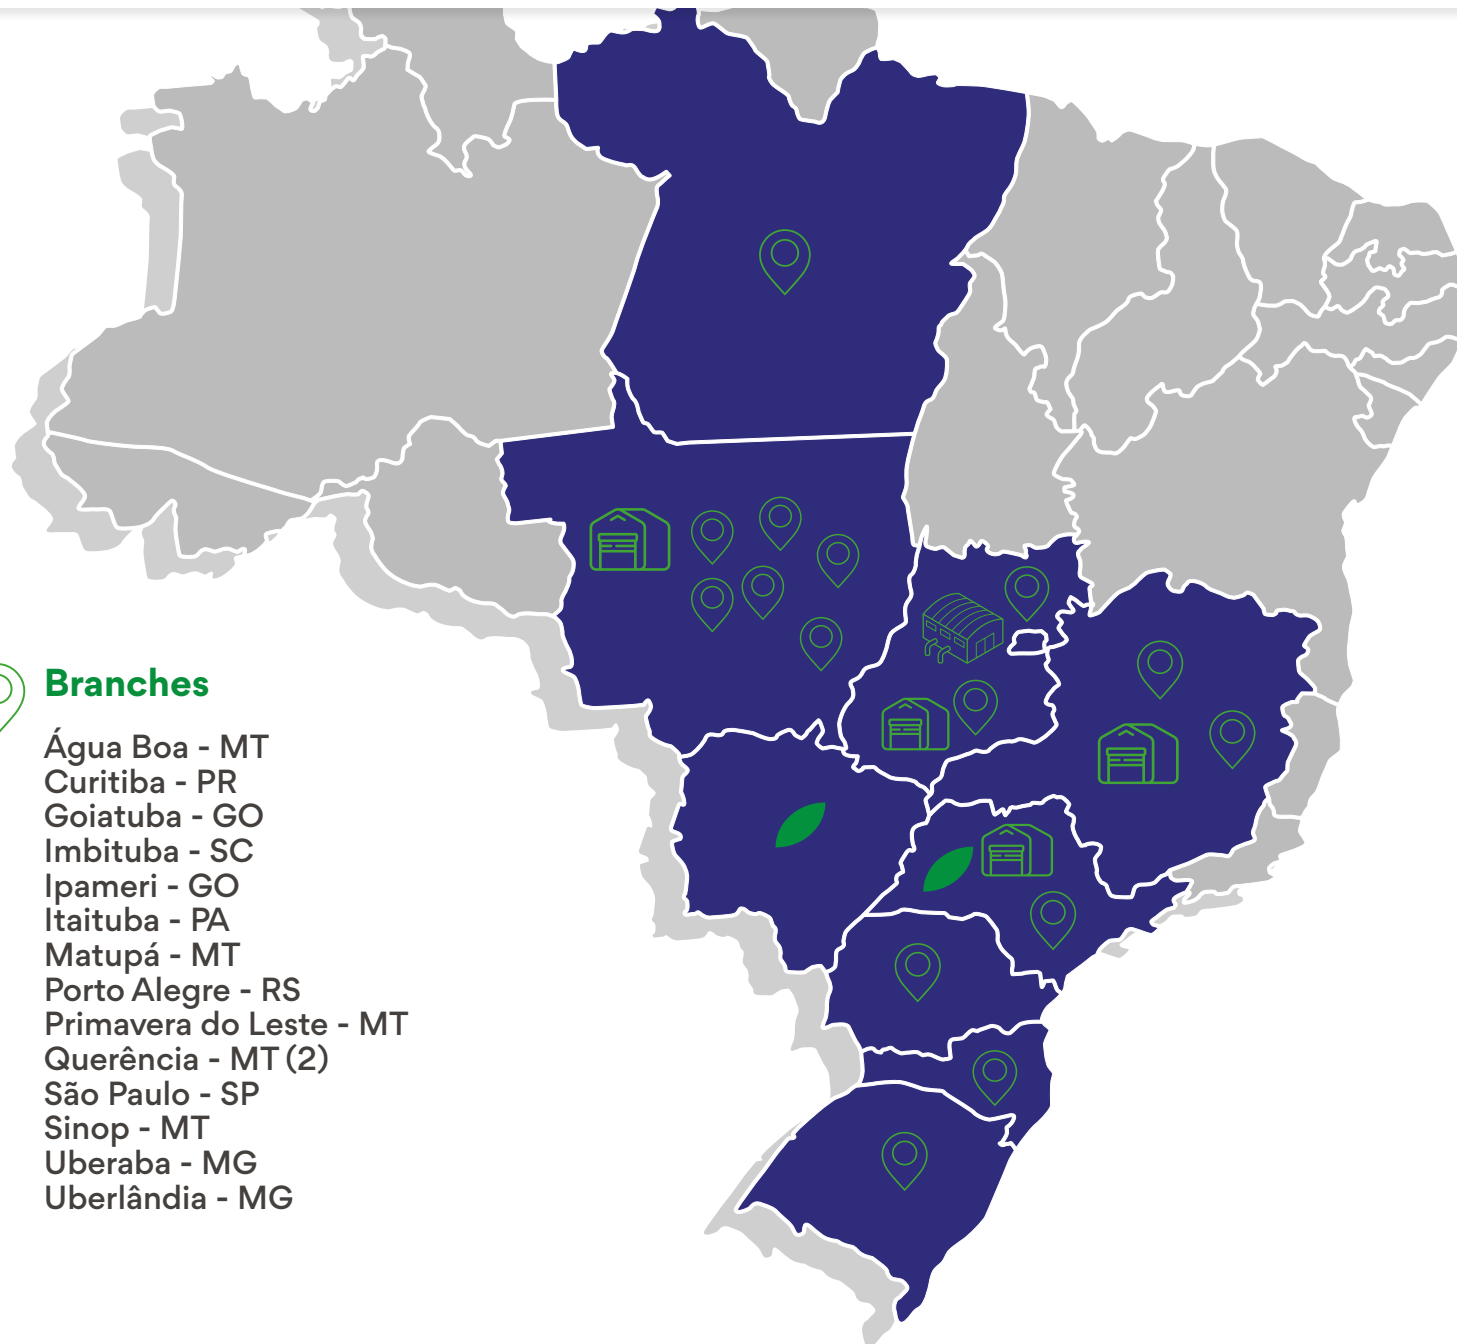 Branches
Água Boa - MT
Curitiba - PR
Goiatuba - GO
Imbituba - SC
Ipameri - GO
Itaituba - PA
Matupá - MT
Porto Alegre - RS
Primavera do Leste - MT
Querência - MT (2)
São Paulo - SP
Sinop - MT
Uberaba - MG
Uberlândia - MG